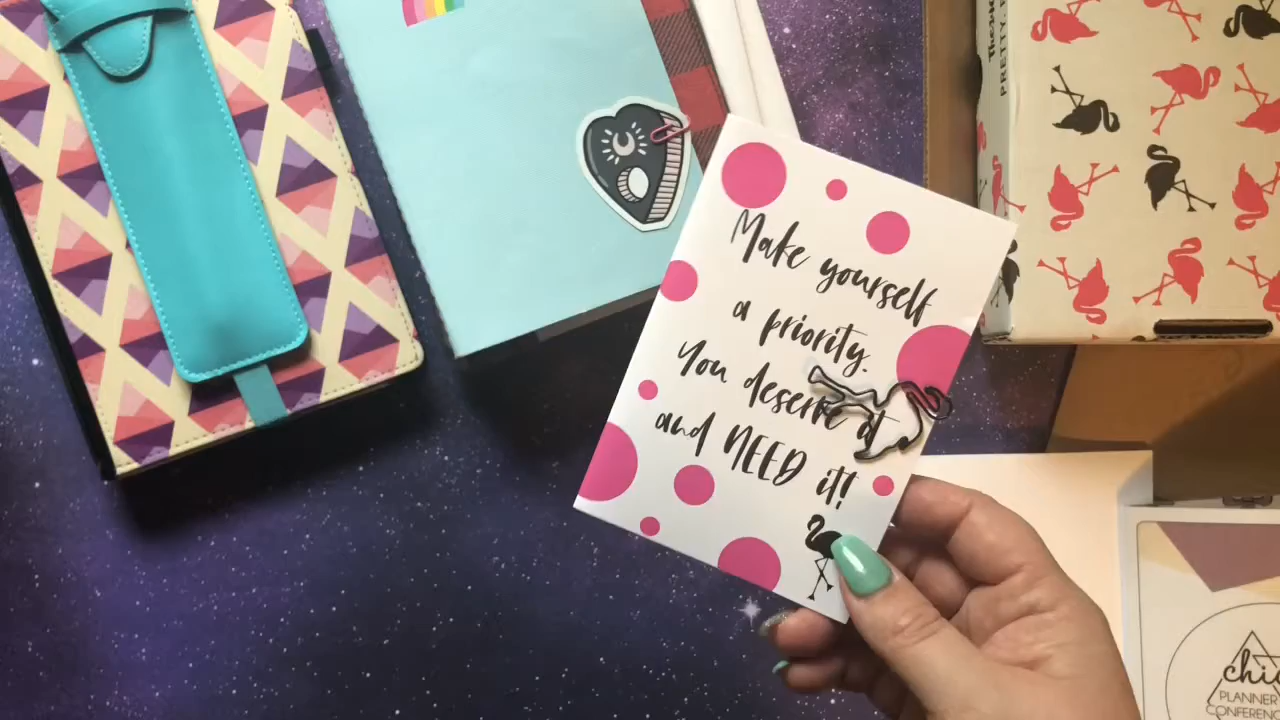 Make yourself
a priority.
You deserve it
and NEED it!
PRETTY.
chic
PLANNER
CONFERENCE